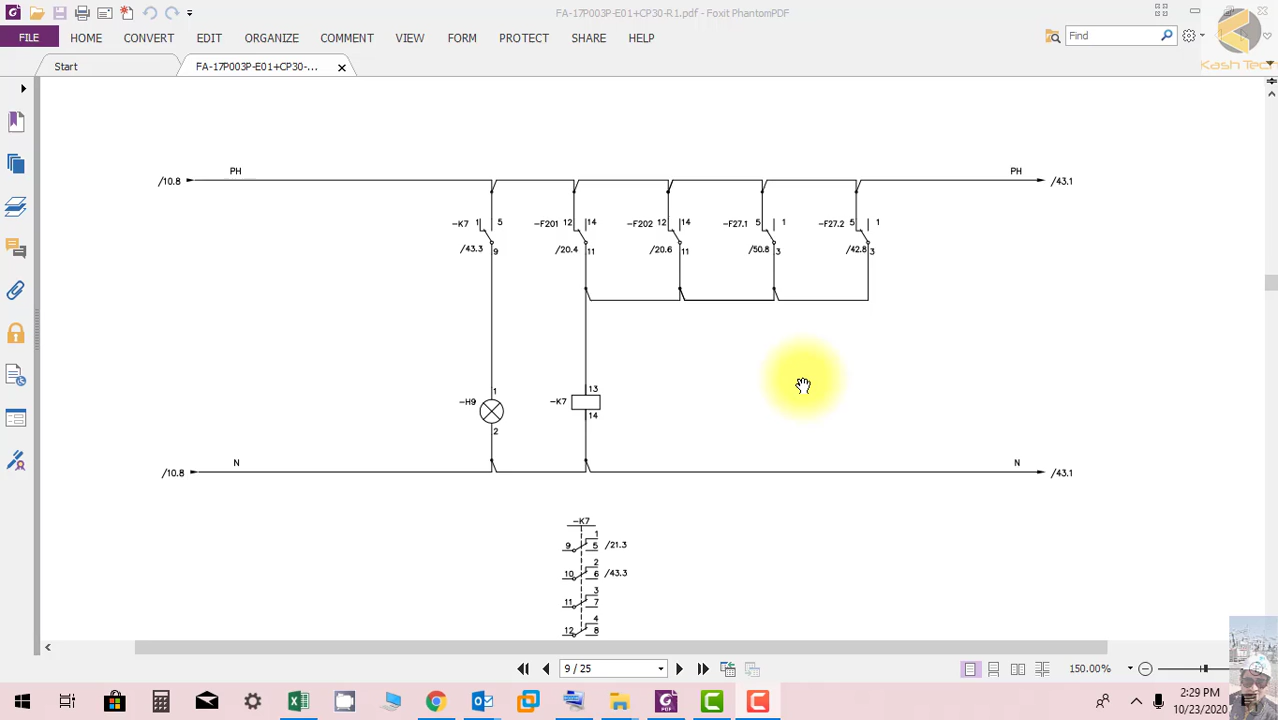 FA-17P003P-E01+CP30-R1.pdf - Foxit PhantomPDF
FILE HOME CONVERT EDIT ORGANIZE COMMENT VIEW FORM PROTECT SHARE HELP
Find
Kash Tech
Start FA-17P003P-E01+CP30-...
PH PH
/10.8 /43.1
-K7 1 5 -F201 12 14 -F202 12 14 -F27.1 5 1 -F27.2 5 1
/43.3 9 /20.4 11 /20.6 11 /50.8 3 /42.8 3
1 13
-H9 -K7
14
2
N N
/10.8 /43.1
-K7
1
9 5 /21.3
2
10 6 /43.3
3
11 7
4
12 8
9 / 25
150.00%
2:29 PM
10/23/2020